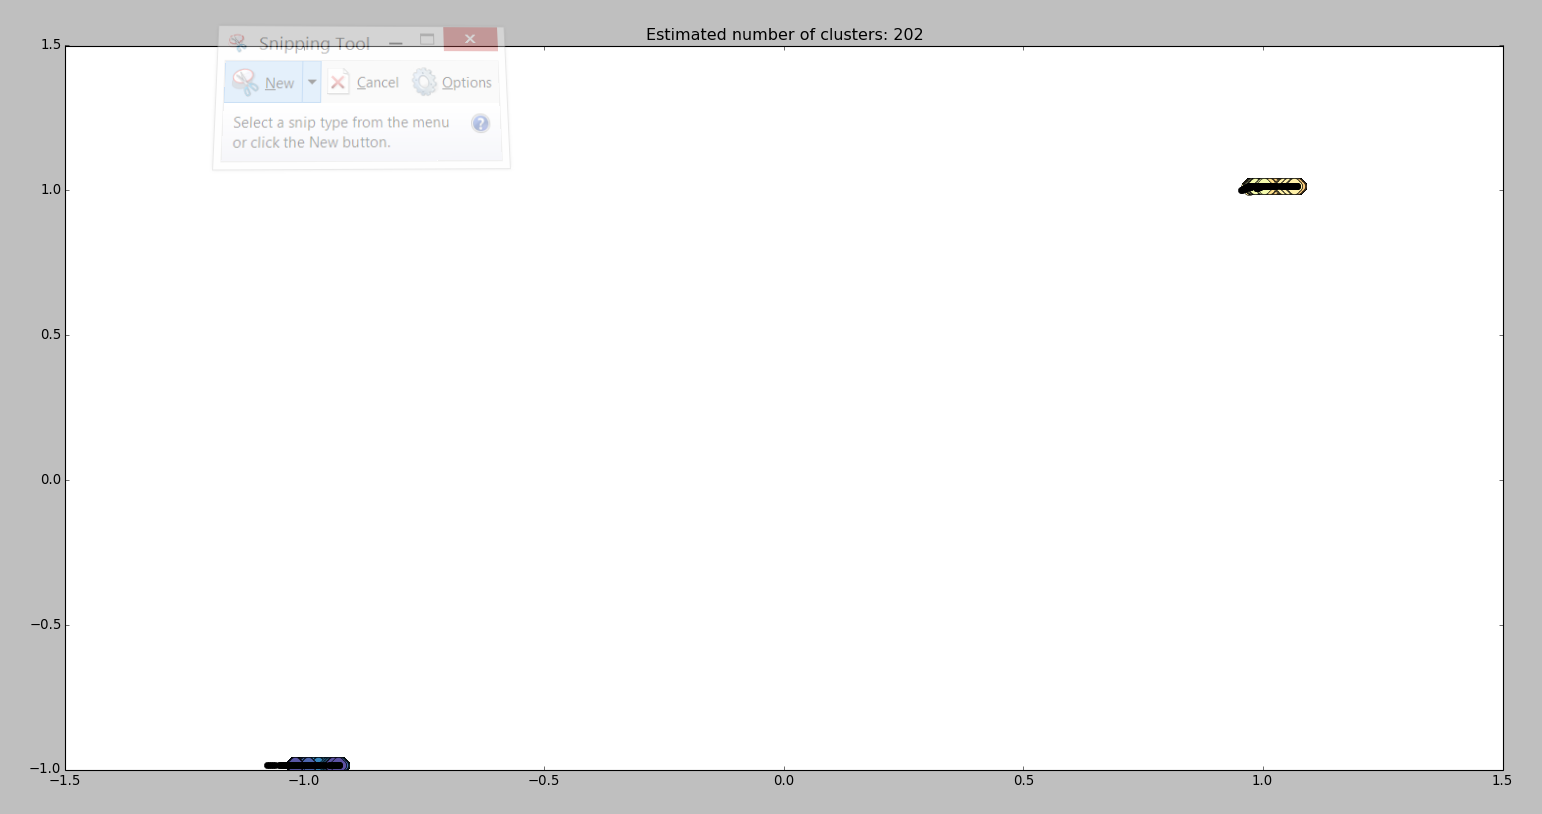 Estimated number of clusters: 202
Snipping Tool
New Cancel Options
Select a snip type from the menu
or click the New button.
1.5
1.0
0.5
0.0
−0.5
−1.0
−1.5 −1.0 −0.5 0.0 0.5 1.0 1.5